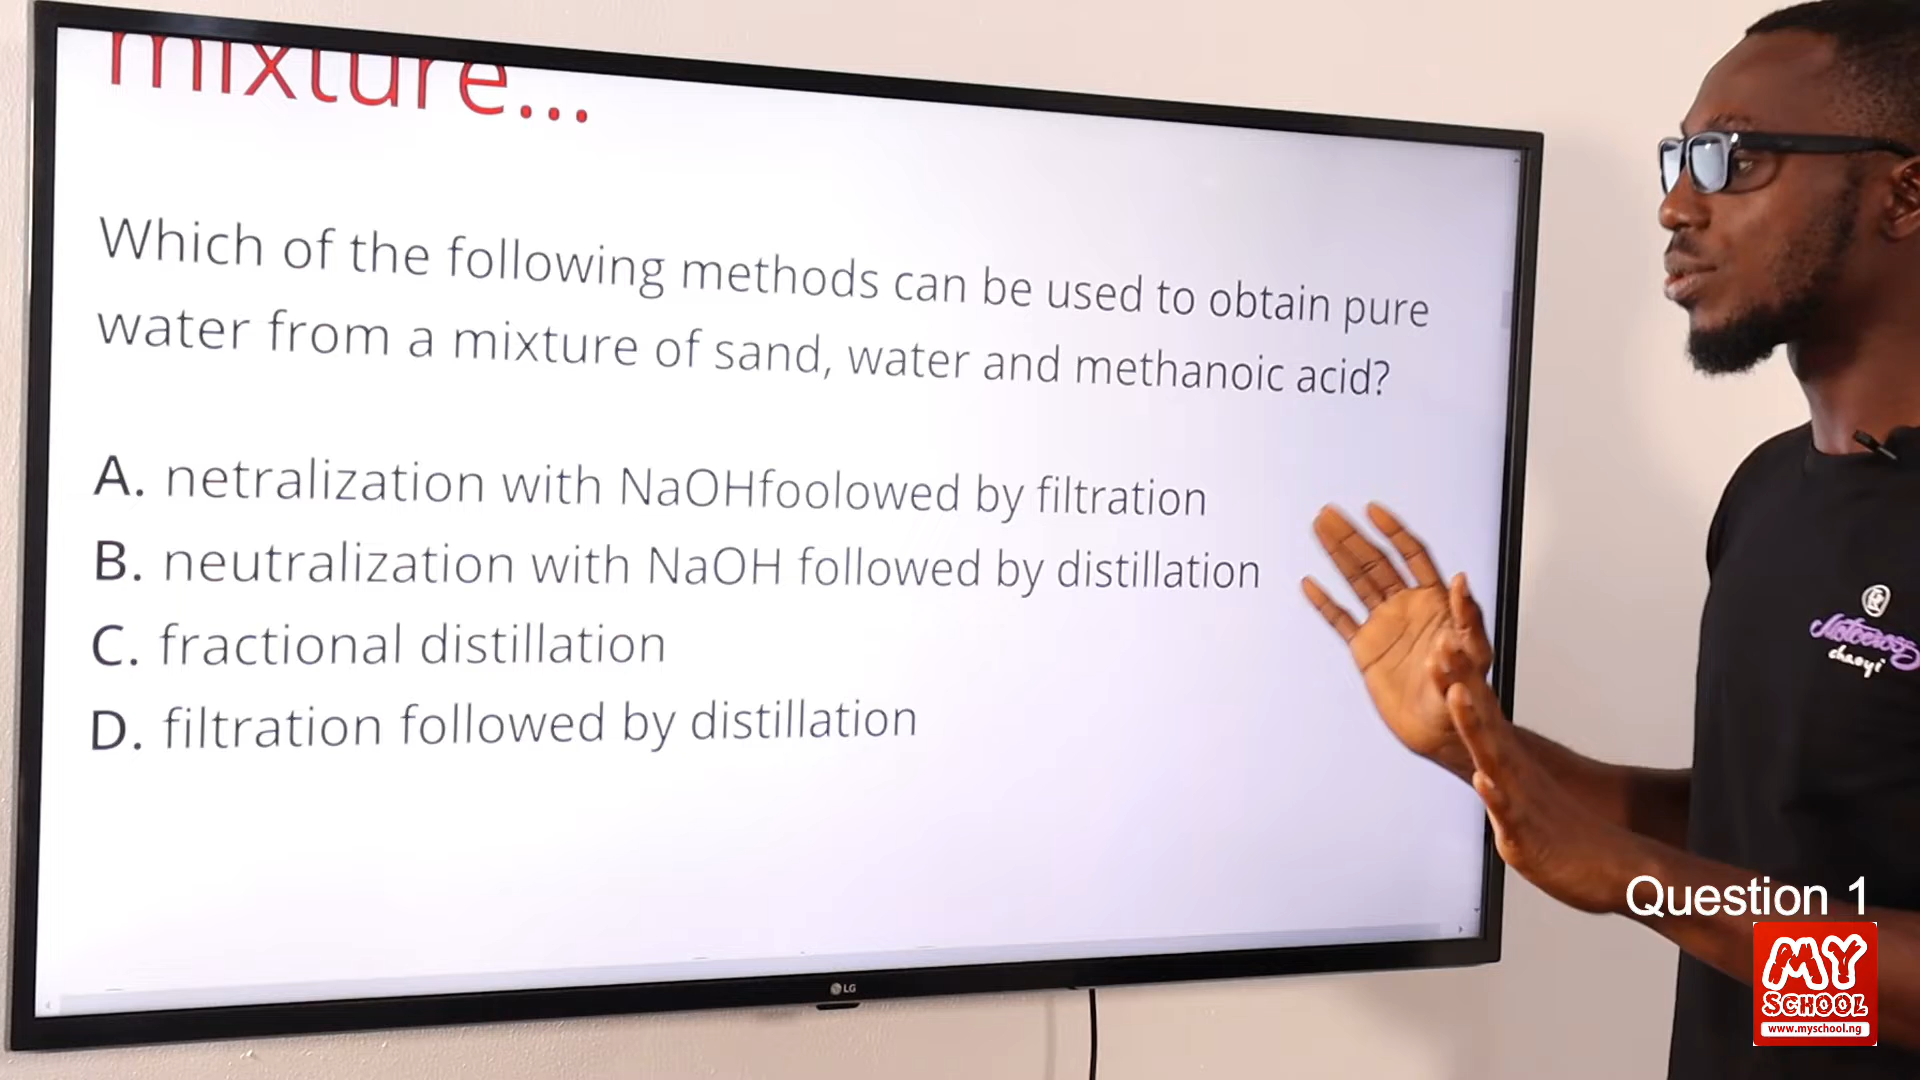 mixture...
Which of the following methods can be used to obtain pure
water from a mixture of sand, water and methanoic acid?
A. netralization with NaOHfoolowed by filtration
B. neutralization with NaOH followed by distillation
C. fractional distillation
D. filtration followed by distillation
LG
Motocross
chaoyi
Question 1
MY
SCHOOL
www.myschool.ng